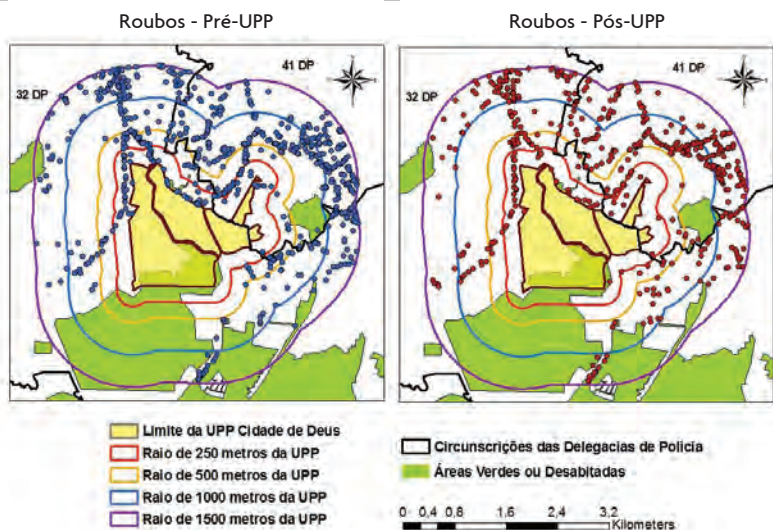 Roubos - Pré-UPP
Roubos - Pós-UPP
41 DP
32 DP
41 DP
32 DP
Limite da UPP Cidade de Deus
Raio de 250 metros da UPP
Raio de 500 metros da UPP
Raio de 1000 metros da UPP
Raio de 1500 metros da UPP
Circunscrições das Delegacias de Polícia
Áreas Verdes ou Desabitadas
0 0,4 0,8 1,6 2,4 3,2
Kilometers